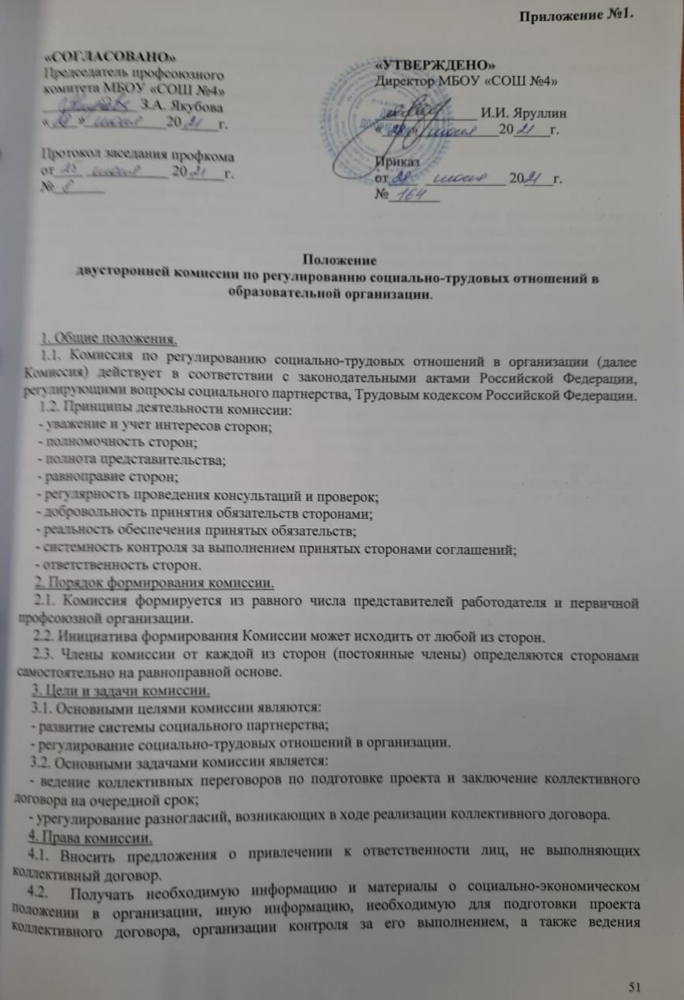 Приложение №1.
«СОГЛАСОВАНО»
Председатель профсоюзного
комитета МБОУ «СОШ №4»
З.А. Якубова
« » июня 2021 г.
Протокол заседания профкома
от 25 июня 2021 г.
№ 8
«УТВЕРЖДЕНО»
Директор МБОУ «СОШ №4»
И.И. Яруллин
«28» июня 2021 г.
Приказ
от 28 июня 2021 г.
№ 164
Положение
двусторонней комиссии по регулированию социально-трудовых отношений в
образовательной организации.
1. Общие положения.
1.1. Комиссия по регулированию социально-трудовых отношений в организации (далее
Комиссия) действует в соответствии с законодательными актами Российской Федерации,
регулирующими вопросы социального партнерства, Трудовым кодексом Российской Федерации.
1.2. Принципы деятельности комиссии:
- уважение и учет интересов сторон;
- полномочность сторон;
- полнота представительства;
- равноправие сторон;
- регулярность проведения консультаций и проверок;
- добровольность принятия обязательств сторонами;
- реальность обеспечения принятых обязательств;
- системность контроля за выполнением принятых сторонами соглашений;
- ответственность сторон.
2. Порядок формирования комиссии.
2.1. Комиссия формируется из равного числа представителей работодателя и первичной
профсоюзной организации.
2.2. Инициатива формирования Комиссии может исходить от любой из сторон.
2.3. Члены комиссии от каждой из сторон (постоянные члены) определяются сторонами
самостоятельно на равноправной основе.
3. Цели и задачи комиссии.
3.1. Основными целями комиссии являются:
- развитие системы социального партнерства;
- регулирование социально-трудовых отношений в организации.
3.2. Основными задачами комиссии является:
- ведение коллективных переговоров по подготовке проекта и заключение коллективного
договора на очередной срок;
- урегулирование разногласий, возникающих в ходе реализации коллективного договора.
4. Права комиссии.
4.1. Вносить предложения о привлечении к ответственности лиц, не выполняющих
коллективный договор.
4.2. Получать необходимую информацию и материалы о социально-экономическом
положении в организации, иную информацию, необходимую для подготовки проекта
коллективного договора, организации контроля за его выполнением, а также ведения
51